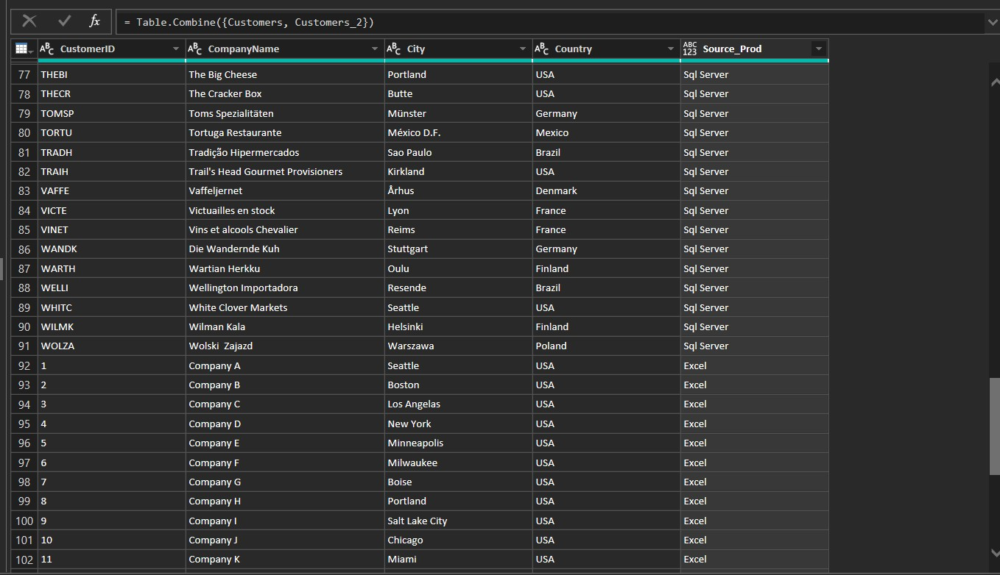 fx = Table.Combine({Customers, Customers_2})
ABC CustomerID ABC CompanyName ABC City ABC Country ABC 123 Source_Prod
77 THEBI The Big Cheese Portland USA Sql Server
78 THECR The Cracker Box Butte USA Sql Server
79 TOMSP Toms Spezialitäten Münster Germany Sql Server
80 TORTU Tortuga Restaurante México D.F. Mexico Sql Server
81 TRADH Tradição Hipermercados Sao Paulo Brazil Sql Server
82 TRAIH Trail's Head Gourmet Provisioners Kirkland USA Sql Server
83 VAFFE Vaffeljernet Århus Denmark Sql Server
84 VICTE Victuailles en stock Lyon France Sql Server
85 VINET Vins et alcools Chevalier Reims France Sql Server
86 WANDK Die Wandernde Kuh Stuttgart Germany Sql Server
87 WARTH Wartian Herkku Oulu Finland Sql Server
88 WELLI Wellington Importadora Resende Brazil Sql Server
89 WHITC White Clover Markets Seattle USA Sql Server
90 WILMK Wilman Kala Helsinki Finland Sql Server
91 WOLZA Wolski  Zajazd Warszawa Poland Sql Server
92 1 Company A Seattle USA Excel
93 2 Company B Boston USA Excel
94 3 Company C Los Angelas USA Excel
95 4 Company D New York USA Excel
96 5 Company E Minneapolis USA Excel
97 6 Company F Milwaukee USA Excel
98 7 Company G Boise USA Excel
99 8 Company H Portland USA Excel
100 9 Company I Salt Lake City USA Excel
101 10 Company J Chicago USA Excel
102 11 Company K Miami USA Excel